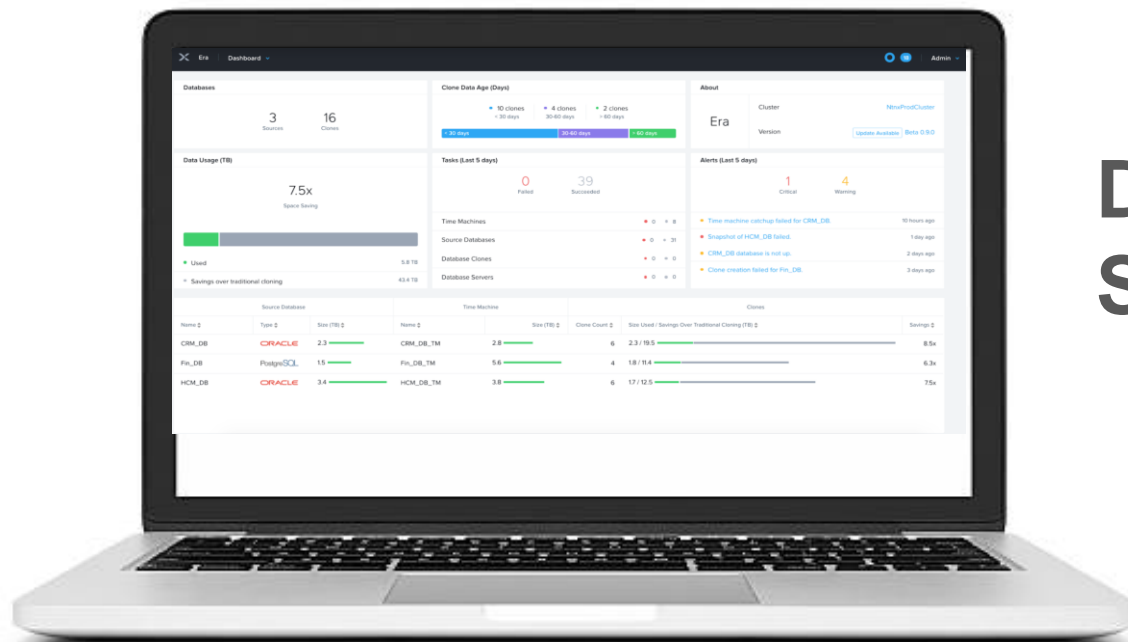 Era Dashboard
18 Admin
Databases
3 16
Sources Clones
Clone Data Age (Days)
10 clones 4 clones 2 clones
< 30 days 30-60 days > 60 days
< 30 days 30-60 days > 60 days
About
Era
Cluster NtnxProdCluster
Version Update Available Beta 0.9.0
Data Usage (TB)
7.5x
Space Saving
Used 5.8 TB
Savings over traditional cloning 43.4 TB
Tasks (Last 5 days)
0 39
Failed Succeeded
Time Machines 0 8
Source Databases 0 31
Database Clones 0 0
Database Servers 0 0
Alerts (Last 5 days)
1 4
Critical Warning
Time machine catchup failed for CRM_DB. 10 hours ago
Snapshot of HCM_DB failed. 1 day ago
CRM_DB database is not up. 2 days ago
Clone creation failed for Fin_DB. 3 days ago
Source Database Time Machine Clones
Name Type Size (TB) Name Size (TB) Clone Count Size Used / Savings Over Traditional Cloning (TB) Savings
CRM_DB ORACLE 2.3 CRM_DB_TM 2.8 6 2.3 / 19.5 8.5x
Fin_DB PostgreSQL 1.5 Fin_DB_TM 5.6 4 1.8 / 11.4 6.3x
HCM_DB ORACLE 3.4 HCM_DB_TM 3.8 6 1.7 / 12.5 7.5x
D
S